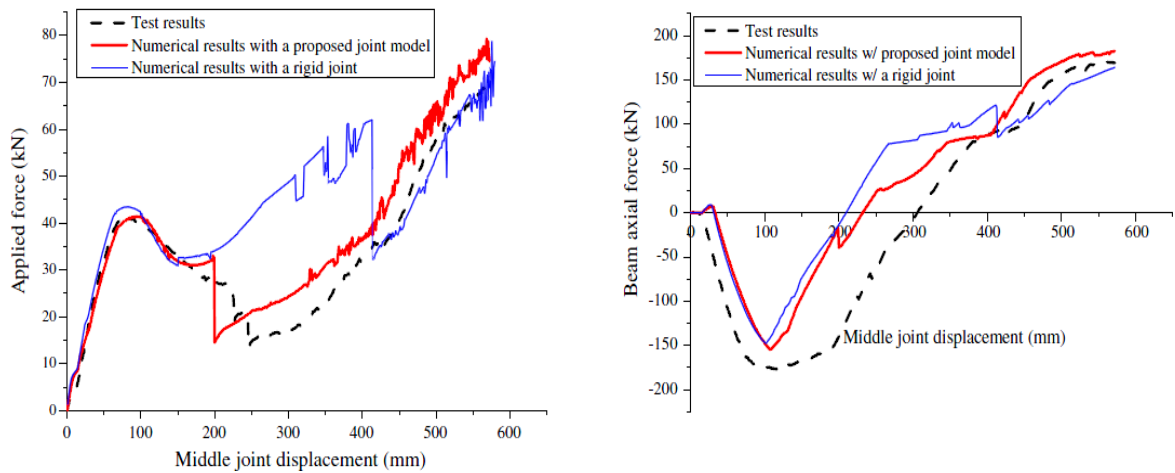 90
80
70
60
50
40
30
20
10
0
Applied force (kN)
Test results
Numerical results with a proposed joint model
Numerical results with a rigid joint
0 100 200 300 400 500 600
Middle joint displacement (mm)
200
150
100
50
0
-50
-100
-150
-200
Beam axial force (kN)
Test results
Numerical results w/ proposed joint model
Numerical results w/ a rigid joint
0 100 200 300 400 500 600
Middle joint displacement (mm)